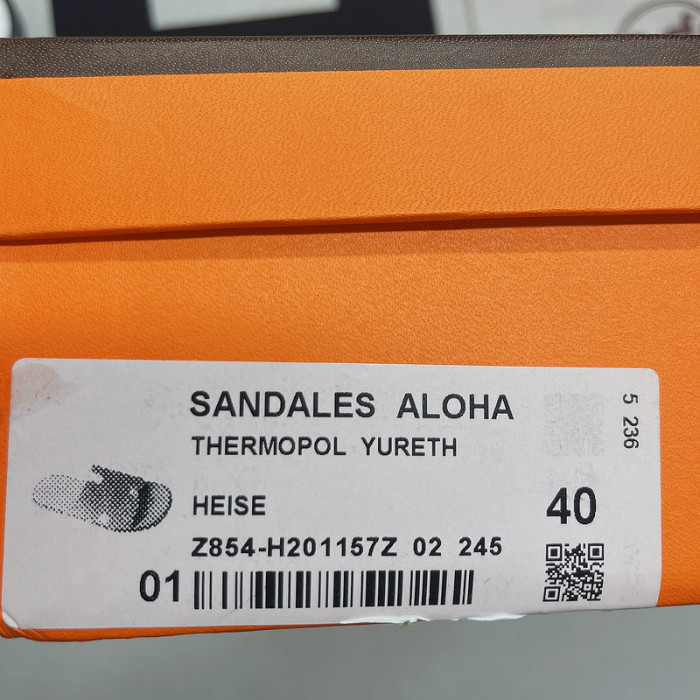 SANDALES ALOHA
THERMOPOL YURETH
HEISE
40
Z854-H201157Z 02 245
01
5 236